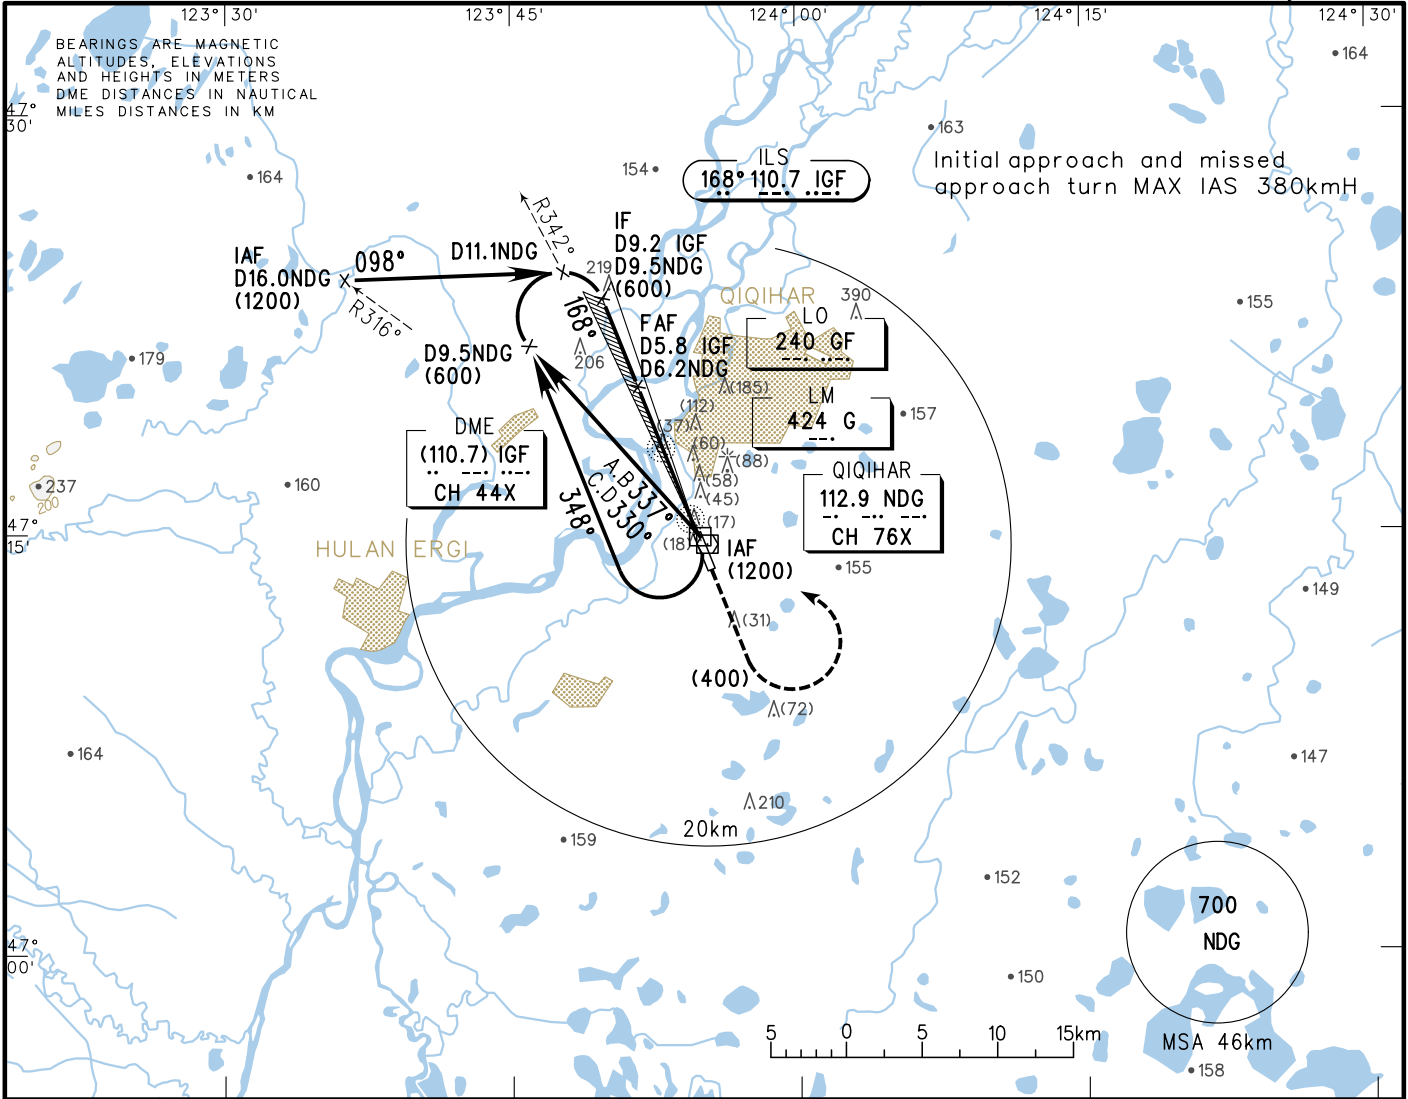 123° 30'
123° 45'
124° 00'
124° 15'
124° 30'
BEARINGS ARE MAGNETIC
ALTITUDES, ELEVATIONS
AND HEIGHTS IN METERS
DME DISTANCES IN NAUTICAL
MILES DISTANCES IN KM
47°
30'
164
163
154
164
ILS
168° 110.7 IGF
Initial approach and missed
approach turn MAX IAS 380kmH
R342°
IF
D9.2 IGF
D9.5NDG
(600)
D11.1NDG
IAF
D16.0NDG
(1200)
098°
R316°
219
QIQIHAR
390
155
168°
FAF
D5.8 IGF
D6.2NDG
LO
240 GF
D9.5NDG
(600)
206
179
(185)
LM
424 G
157
(112)
(37)
DME
(110.7) IGF
CH 44X
(60)
(88)
(58)
(45)
QIQIHAR
112.9 NDG
CH 76X
237
200
160
A.B337°
C.D330°
348°
47°
15'
(17)
(18)
IAF
(1200)
HULAN ERGI
155
149
(31)
(400)
(72)
164
147
210
20km
159
152
700
NDG
47°
00'
150
5 0 5 10 15km
MSA 46km
158